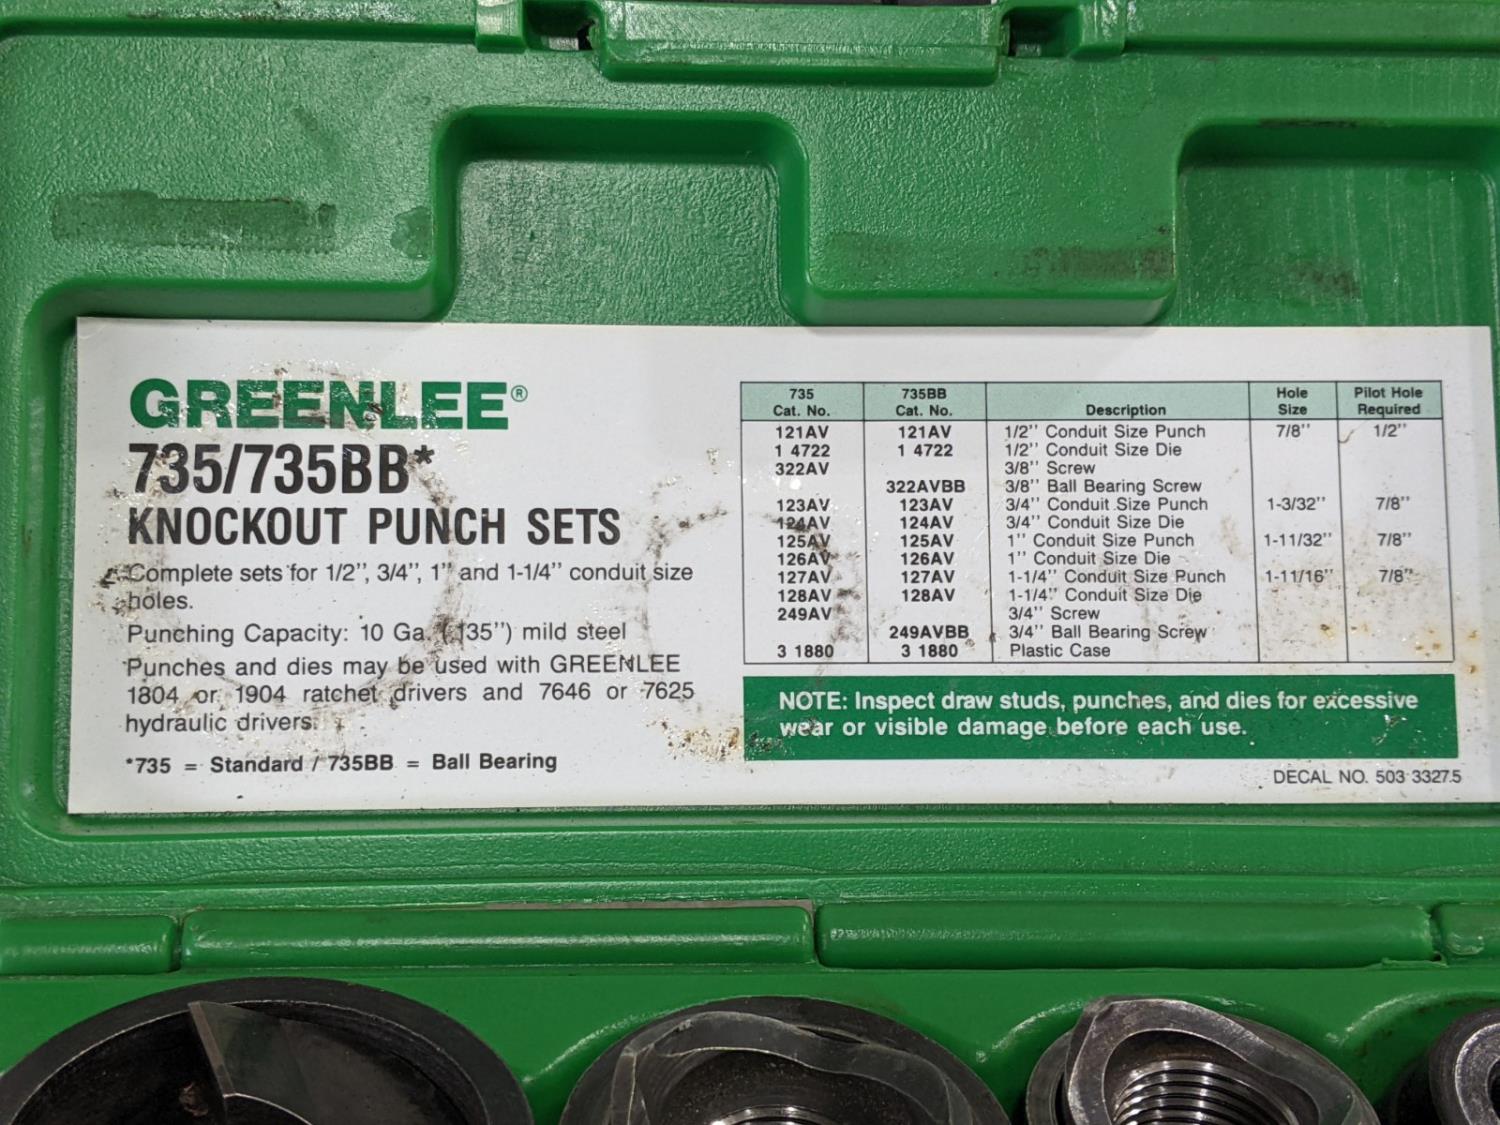 GREENLEE®
735/735BB*
KNOCKOUT PUNCH SETS
Complete sets for 1/2'', 3/4'', 1'' and 1-1/4'' conduit size
holes.
Punching Capacity: 10 Ga. (.135'') mild steel
Punches and dies may be used with GREENLEE
1804 or 1904 ratchet drivers and 7646 or 7625
hydraulic drivers.
*735 = Standard / 735BB = Ball Bearing
735 Cat. No. 735BB Cat. No. Description Hole Size Pilot Hole Required
121AV 121AV 1/2'' Conduit Size Punch 7/8'' 1/2''
1 4722 1 4722 1/2'' Conduit Size Die
322AV 3/8'' Screw
322AVBB 3/8'' Ball Bearing Screw
123AV 123AV 3/4'' Conduit Size Punch 1-3/32'' 7/8''
124AV 124AV 3/4'' Conduit Size Die
125AV 125AV 1'' Conduit Size Punch 1-11/32'' 7/8''
126AV 126AV 1'' Conduit Size Die
127AV 127AV 1-1/4'' Conduit Size Punch 1-11/16'' 7/8''
128AV 128AV 1-1/4'' Conduit Size Die
249AV 3/4'' Screw
249AVBB 3/4'' Ball Bearing Screw
3 1880 3 1880 Plastic Case
NOTE: Inspect draw studs, punches, and dies for excessive
wear or visible damage before each use.
DECAL NO. 503 3327.5